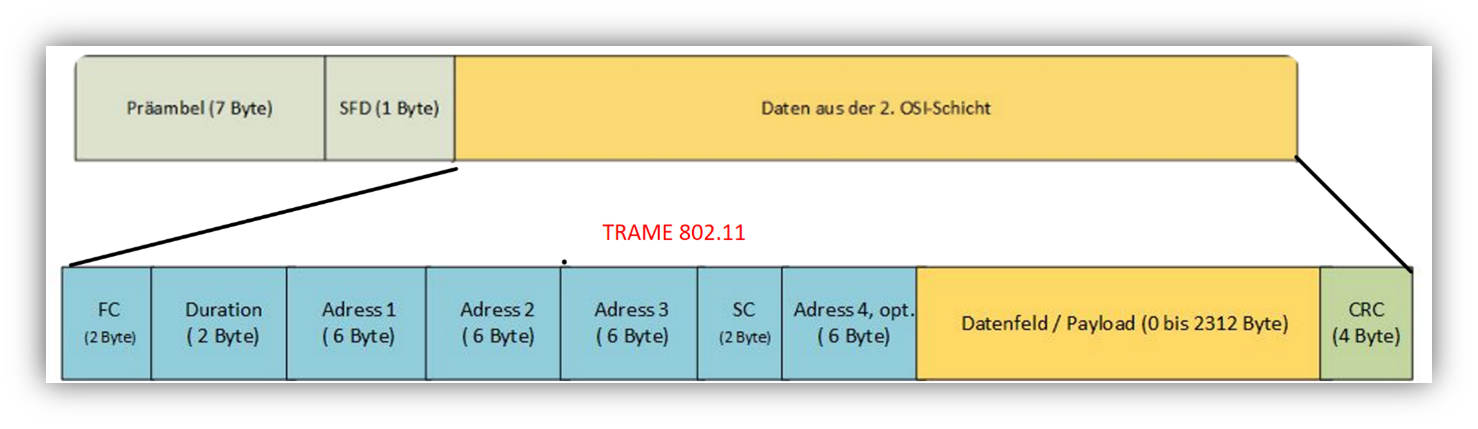 Präambel (7 Byte)
SFD (1 Byte)
Daten aus der 2. OSI-Schicht
TRAME 802.11
FC
(2 Byte)
Duration
( 2 Byte)
Adress 1
( 6 Byte)
Adress 2
( 6 Byte)
Adress 3
( 6 Byte)
SC
(2 Byte)
Adress 4, opt.
( 6 Byte)
Datenfeld / Payload (0 bis 2312 Byte)
CRC
(4 Byte)